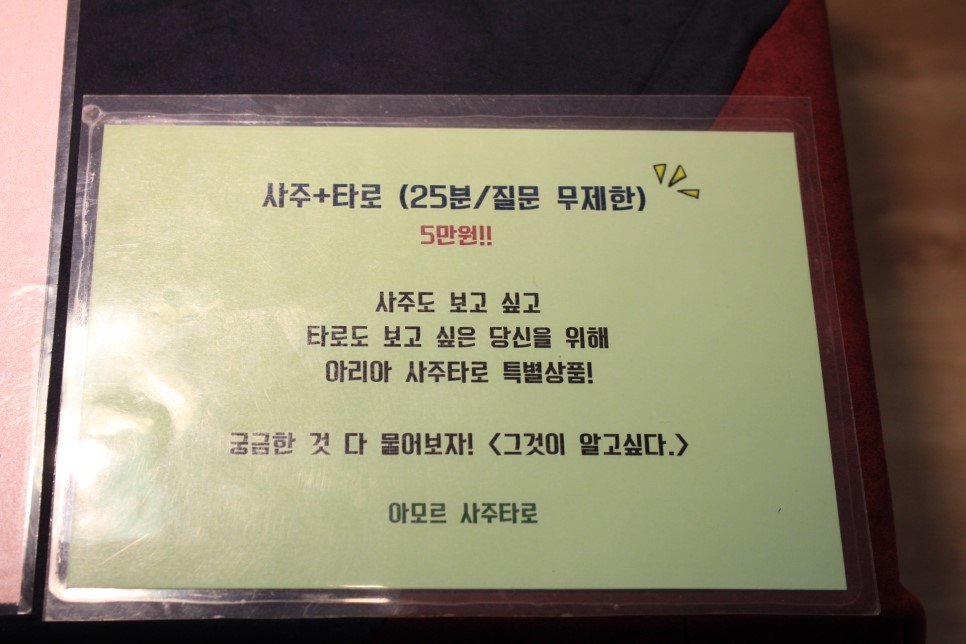 사주+타로 (25분/질문 무제한)
5만원!!
사주도 보고 싶고
타로도 보고 싶은 당신을 위해
아리아 사주타로 특별상품!
궁금한 것 다 물어보자! <그것이 알고싶다.>
아모르 사주타로